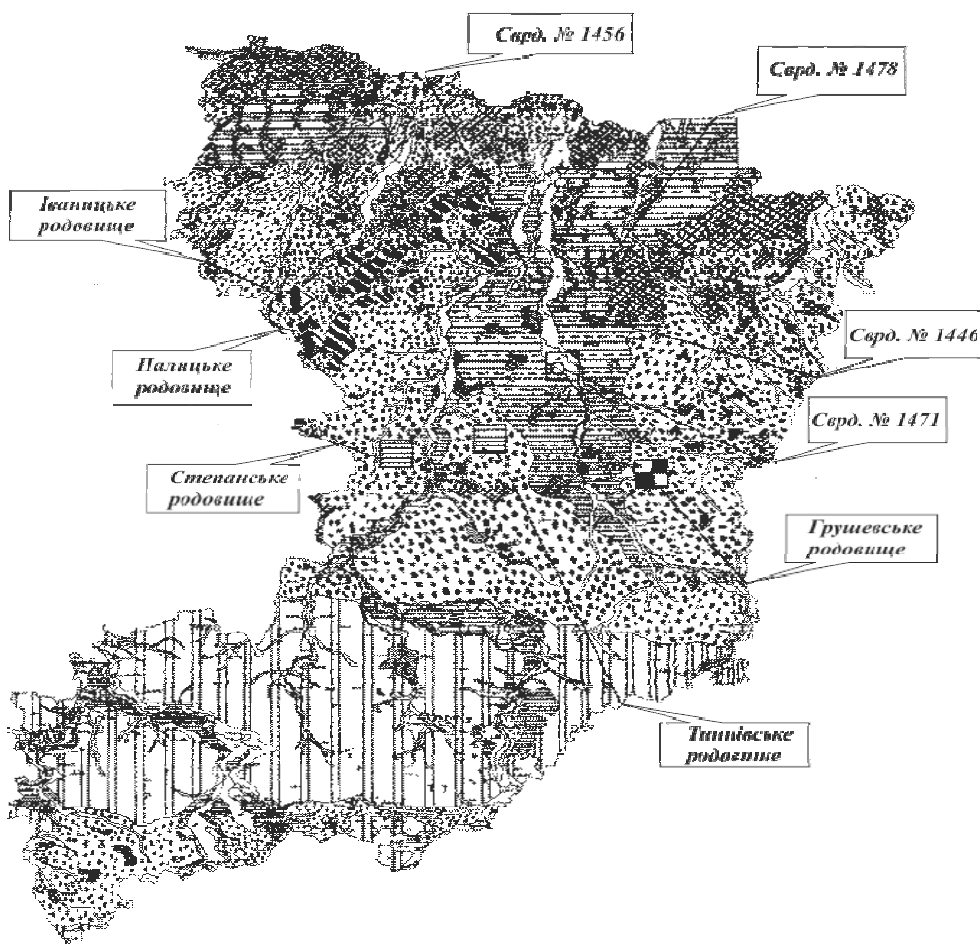 Сврд. № 1456
Сврд. № 1478
Іваницьке
родовище
Сврд. № 1446
Палицьке
родовище
Сврд. № 1471
Степанське
родовище
Грушевське
родовище
родовище